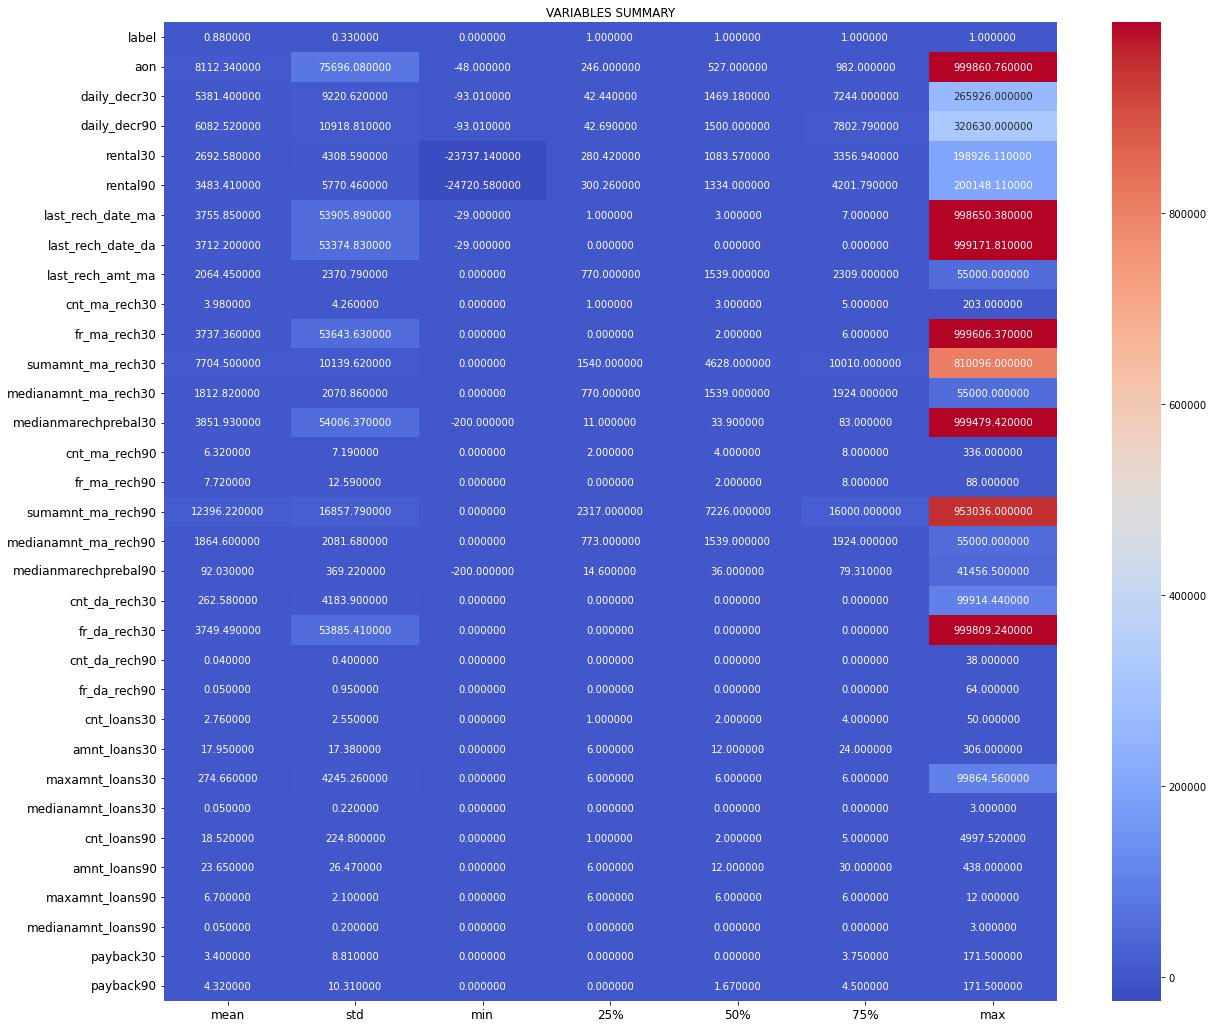 VARIABLES SUMMARY
label 0.880000 0.330000 0.000000 1.000000 1.000000 1.000000 1.000000
aon 8112.340000 75696.080000 -48.000000 246.000000 527.000000 982.000000 999860.760000
daily_decr30 5381.400000 9220.620000 -93.010000 42.440000 1469.180000 7244.000000 265926.000000
daily_decr90 6082.520000 10918.810000 -93.010000 42.690000 1500.000000 7802.790000 320630.000000
rental30 2692.580000 4308.590000 -23737.140000 280.420000 1083.570000 3356.940000 198926.110000
rental90 3483.410000 5770.460000 -24720.580000 300.260000 1334.000000 4201.790000 200148.110000
last_rech_date_ma 3755.850000 53905.890000 -29.000000 1.000000 3.000000 7.000000 998650.380000
800000
last_rech_date_da 3712.200000 53374.830000 -29.000000 0.000000 0.000000 0.000000 999171.810000
last_rech_amt_ma 2064.450000 2370.790000 0.000000 770.000000 1539.000000 2309.000000 55000.000000
cnt_ma_rech30 3.980000 4.260000 0.000000 1.000000 3.000000 5.000000 203.000000
fr_ma_rech30 3737.360000 53643.630000 0.000000 0.000000 2.000000 6.000000 999606.370000
sumamnt_ma_rech30 7704.500000 10139.620000 0.000000 1540.000000 4628.000000 10010.000000 810096.000000
medianamnt_ma_rech30 1812.820000 2070.860000 0.000000 770.000000 1539.000000 1924.000000 55000.000000
600000
medianmarechprebal30 3851.930000 54006.370000 -200.000000 11.000000 33.900000 83.000000 999479.420000
cnt_ma_rech90 6.320000 7.190000 0.000000 2.000000 4.000000 8.000000 336.000000
fr_ma_rech90 7.720000 12.590000 0.000000 0.000000 2.000000 8.000000 88.000000
sumamnt_ma_rech90 12396.220000 16857.790000 0.000000 2317.000000 7226.000000 16000.000000 953036.000000
medianamnt_ma_rech90 1864.600000 2081.680000 0.000000 773.000000 1539.000000 1924.000000 55000.000000
medianmarechprebal90 92.030000 369.220000 -200.000000 14.600000 36.000000 79.310000 41456.500000
400000
cnt_da_rech30 262.580000 4183.900000 0.000000 0.000000 0.000000 0.000000 99914.440000
fr_da_rech30 3749.490000 53885.410000 0.000000 0.000000 0.000000 0.000000 999809.240000
cnt_da_rech90 0.040000 0.400000 0.000000 0.000000 0.000000 0.000000 38.000000
fr_da_rech90 0.050000 0.950000 0.000000 0.000000 0.000000 0.000000 64.000000
cnt_loans30 2.760000 2.550000 0.000000 1.000000 2.000000 4.000000 50.000000
amnt_loans30 17.950000 17.380000 0.000000 6.000000 12.000000 24.000000 306.000000
maxamnt_loans30 274.660000 4245.260000 0.000000 6.000000 6.000000 6.000000 99864.560000
200000
medianamnt_loans30 0.050000 0.220000 0.000000 0.000000 0.000000 0.000000 3.000000
cnt_loans90 18.520000 224.800000 0.000000 1.000000 2.000000 5.000000 4997.520000
amnt_loans90 23.650000 26.470000 0.000000 6.000000 12.000000 30.000000 438.000000
maxamnt_loans90 6.700000 2.100000 0.000000 6.000000 6.000000 6.000000 12.000000
medianamnt_loans90 0.050000 0.200000 0.000000 0.000000 0.000000 0.000000 3.000000
payback30 3.400000 8.810000 0.000000 0.000000 0.000000 3.750000 171.500000
0
payback90 4.320000 10.310000 0.000000 0.000000 1.670000 4.500000 171.500000
mean std min 25% 50% 75% max